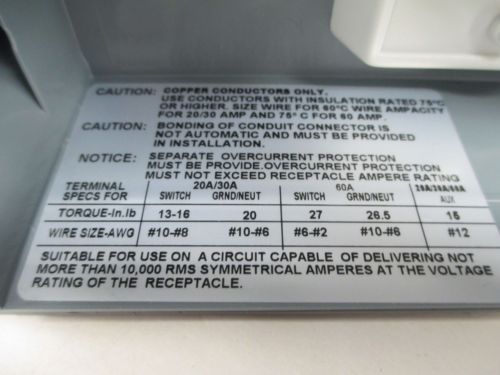 CAUTION: COPPER CONDUCTORS ONLY.
USE CONDUCTORS WITH INSULATION RATED 75°C
OR HIGHER. SIZE WIRE FOR 60°C WIRE AMPACITY
FOR 20/30 AMP AND 75° C FOR 60 AMP.
CAUTION: BONDING OF CONDUIT CONNECTOR IS
NOT AUTOMATIC AND MUST BE PROVIDED
IN INSTALLATION.
NOTICE: SEPARATE OVERCURRENT PROTECTION
MUST BE PROVIDE.OVERCURRENT PROTECTION
MUST NOT EXCEED RECEPTACLE AMPERE RATING
TERMINAL 20A/30A 60A 20A/30A/60A
SPECS FOR SWITCH GRND/NEUT SWITCH GRND/NEUT AUX
TORQUE-in.lb 13-16 20 27 26.5 15
WIRE SIZE-AWG #10-#8 #10-#6 #6-#2 #10-#6 #12
SUITABLE FOR USE ON A CIRCUIT CAPABLE OF DELIVERING NOT
MORE THAN 10,000 RMS SYMMETRICAL AMPERES AT THE VOLTAGE
RATING OF THE RECEPTACLE.